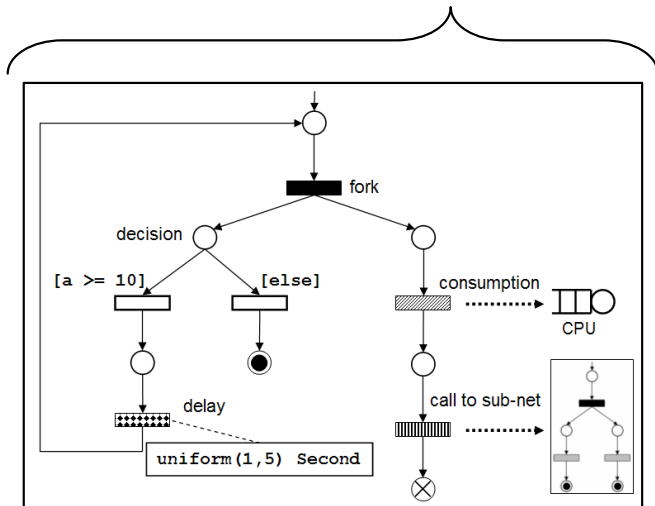 fork
decision
[a >= 10]
[else]
consumption
CPU
call to sub-net
delay
uniform(1,5) Second